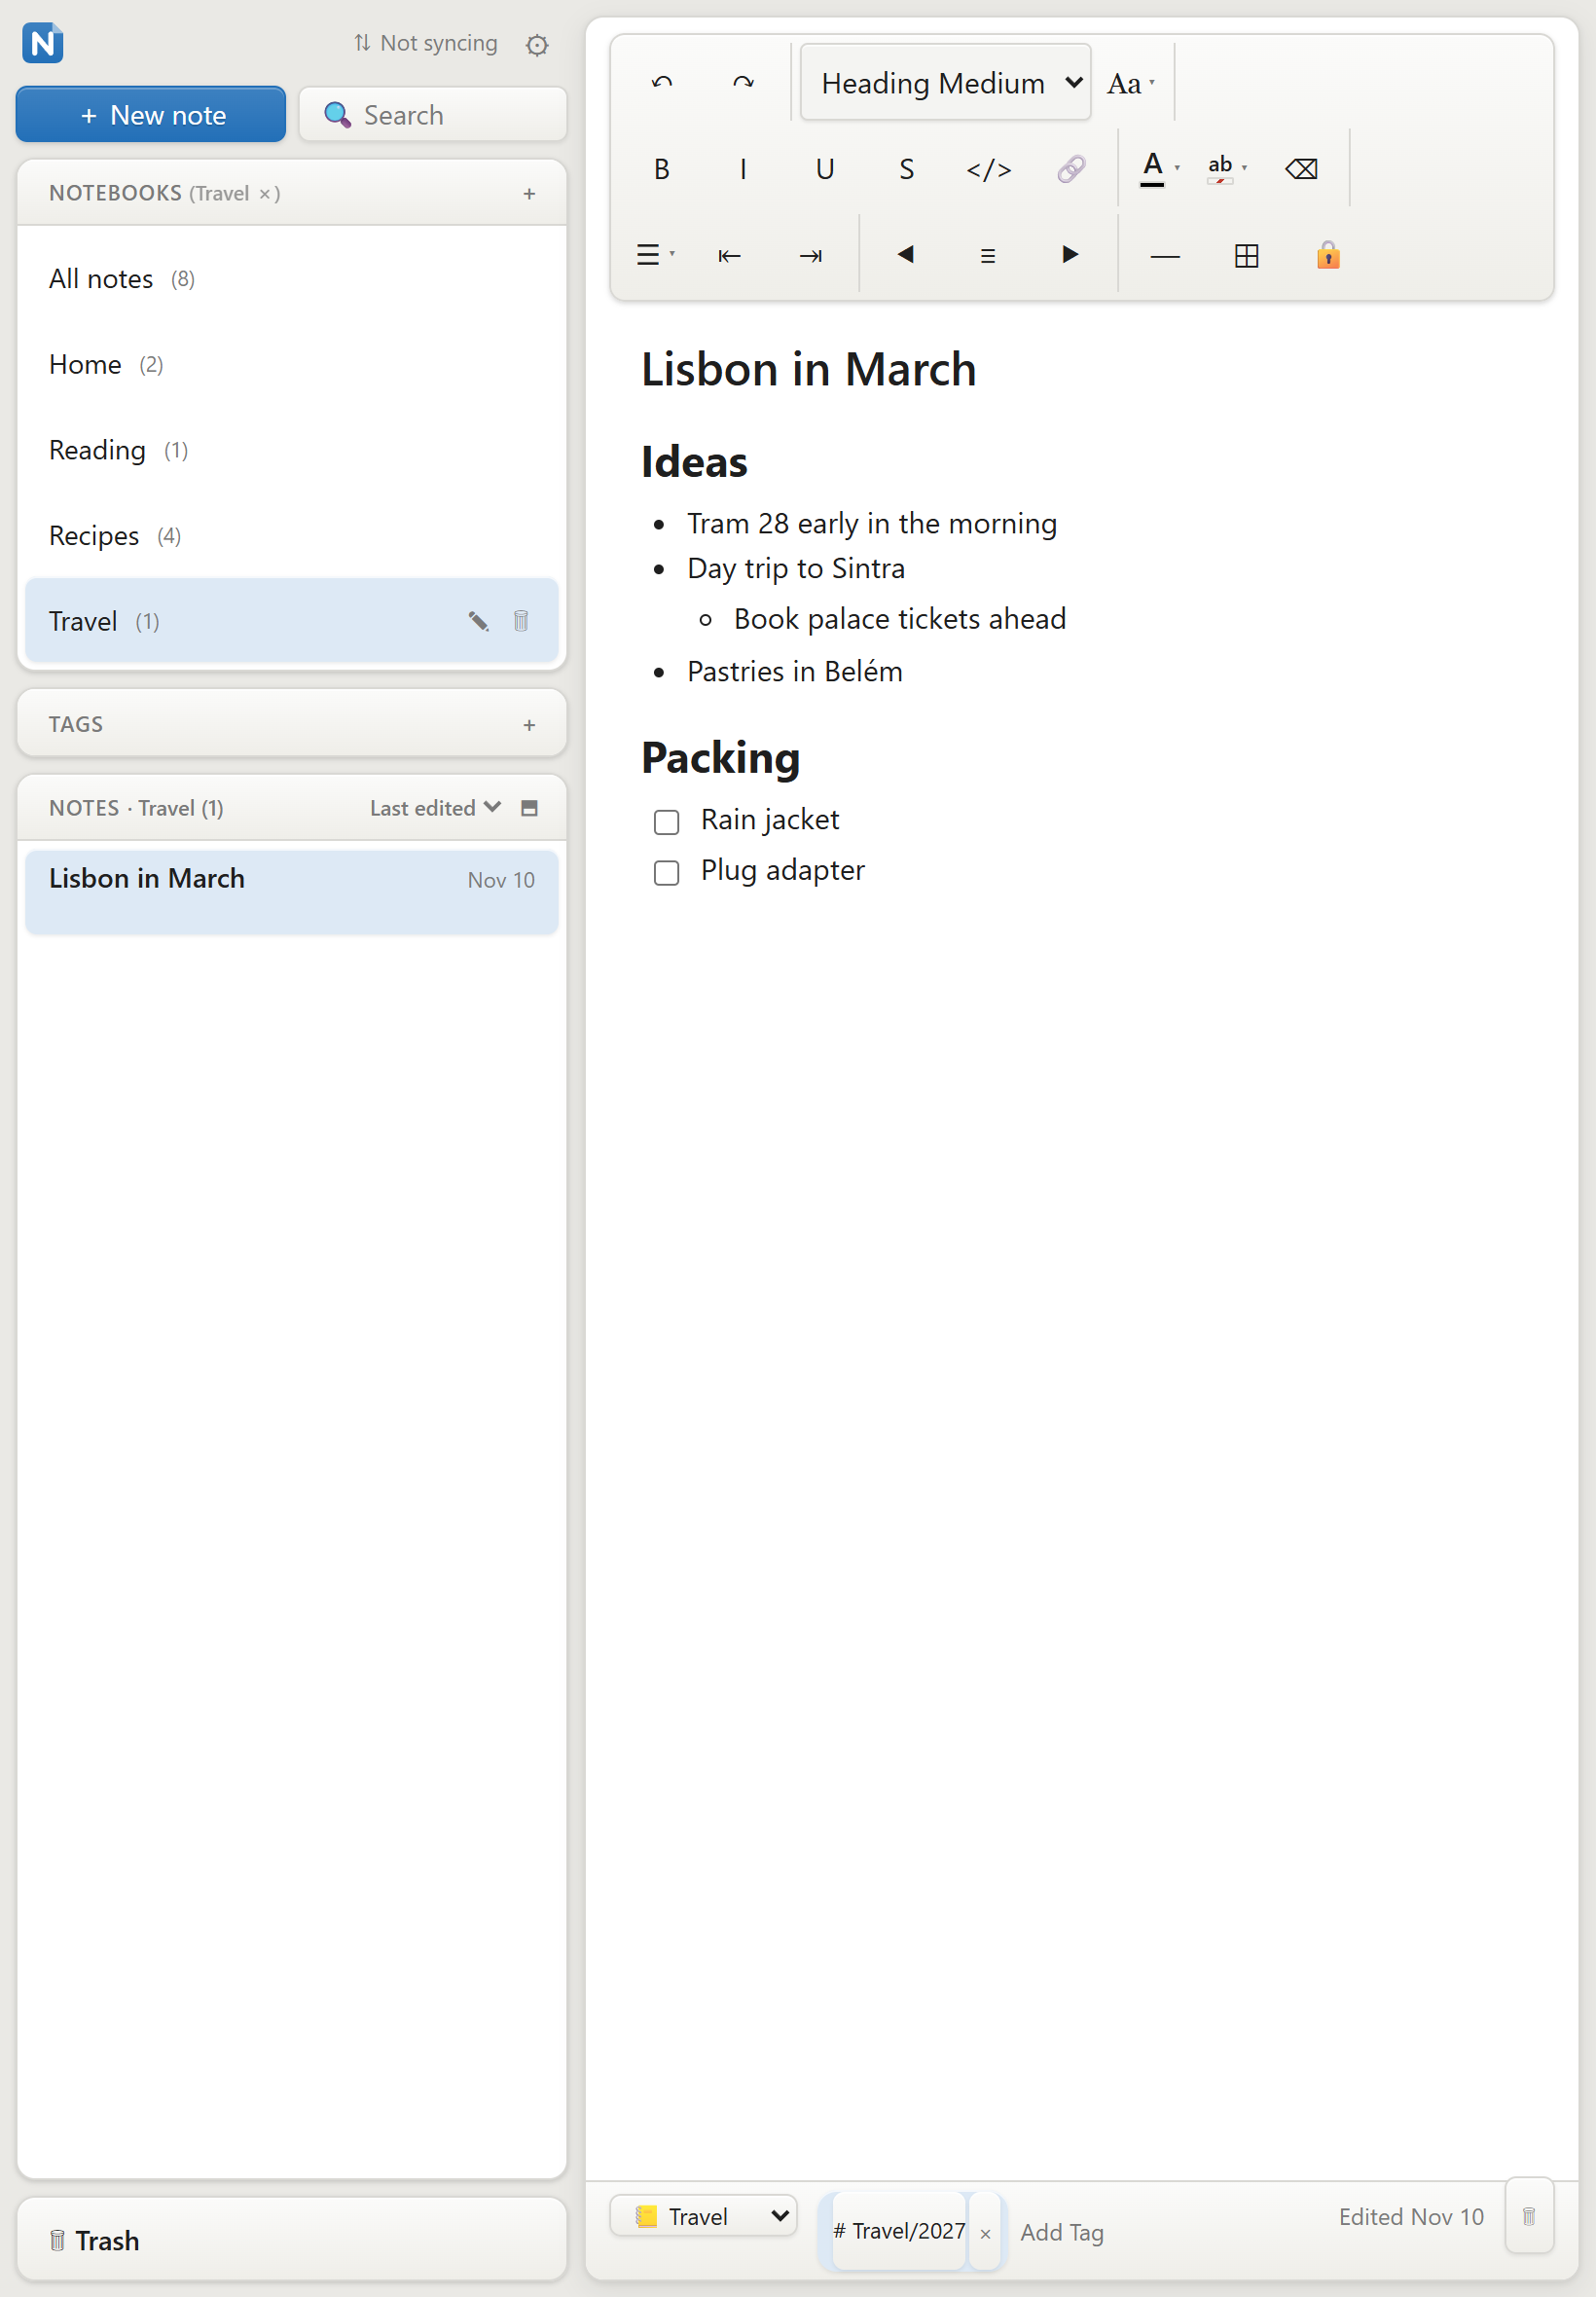 N
Not syncing
+ New note
Search
NOTEBOOKS (Travel ×)
+
All notes (8)
Home (2)
Reading (1)
Recipes (4)
Travel (1)
TAGS
+
NOTES · Travel (1)
Last edited
Lisbon in March
Nov 10
Trash
Heading Medium
Aa
B I U S </>
A
ab
Lisbon in March
Ideas
• Tram 28 early in the morning
• Day trip to Sintra
◦ Book palace tickets ahead
• Pastries in Belém
Packing
Rain jacket
Plug adapter
Travel
# Travel/2027 ×
Add Tag
Edited Nov 10